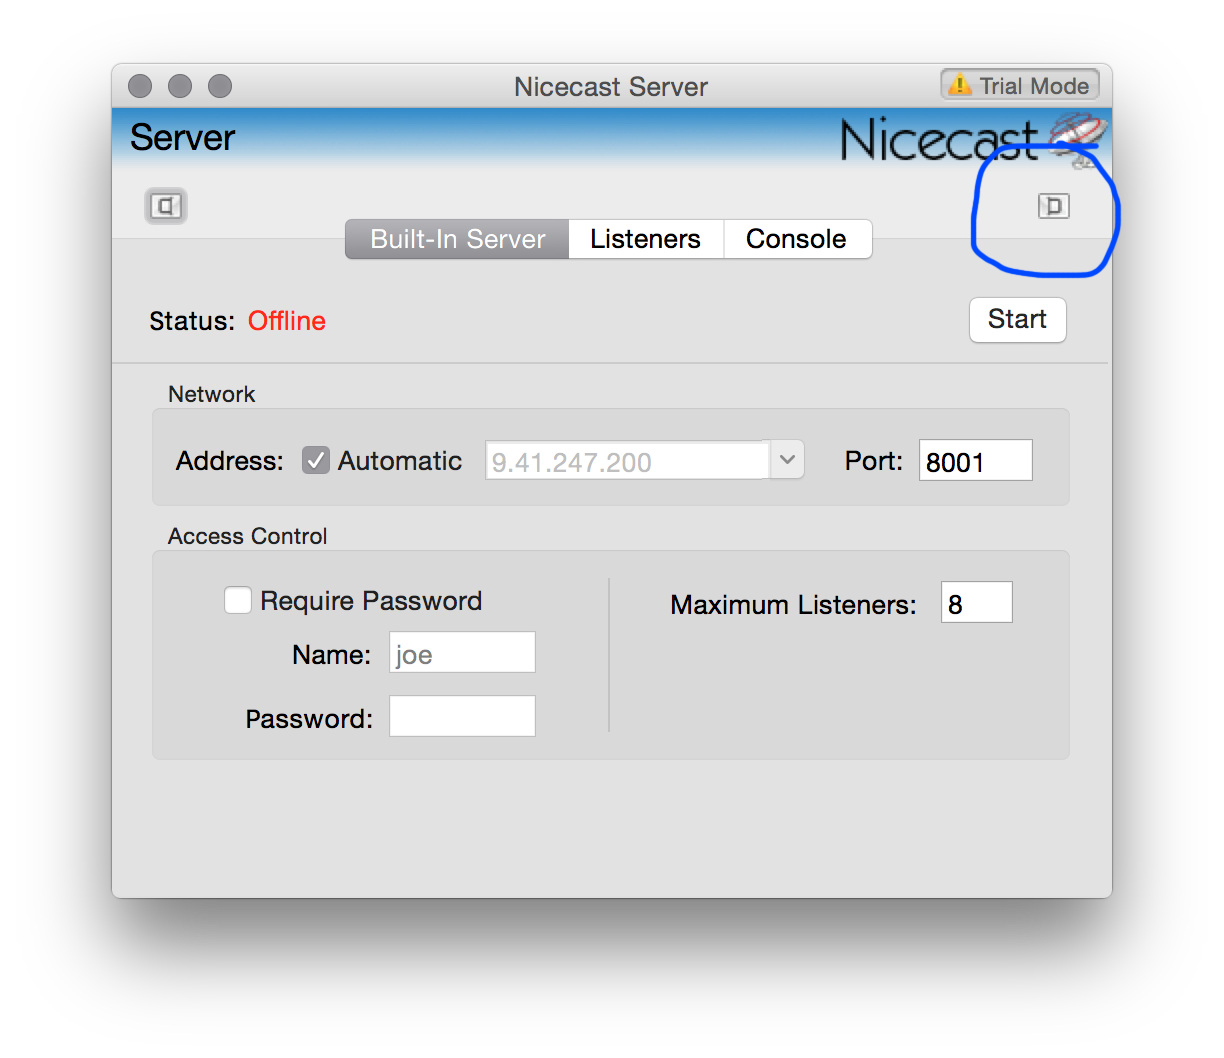 Nicecast Server
Trial Mode
Server
Nicecast
Built-In Server Listeners Console
Status: Offline
Start
Network
Address: Automatic 9.41.247.200 Port: 8001
Access Control
Require Password
Maximum Listeners: 8
Name: joe
Password: